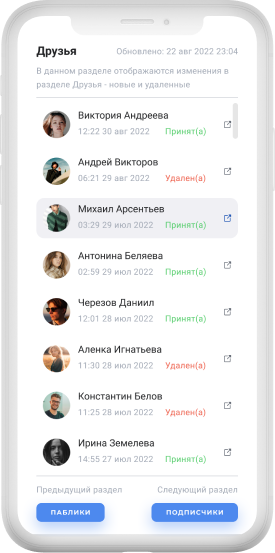 Друзья
Обновлено: 22 авг 2022 23:04
В данном разделе отображаются изменения в
разделе Друзья - новые и удаленные
Виктория Андреева
12:22 30 авг 2022 Принят(а)
Андрей Викторов
06:21 29 авг 2022 Удален(а)
Михаил Арсентьев
03:29 29 июл 2022 Принят(а)
Антонина Беляева
02:59 29 июл 2022 Принят(а)
Черезов Даниил
12:01 28 июл 2022 Принят(а)
Аленка Игнатьева
11:30 28 июл 2022 Удален(а)
Константин Белов
11:25 28 июл 2022 Удален(а)
Ирина Земелева
14:55 27 июл 2022 Принят(а)
Предыдущий раздел Следующий раздел
ПАБЛИКИ ПОДПИСЧИКИ